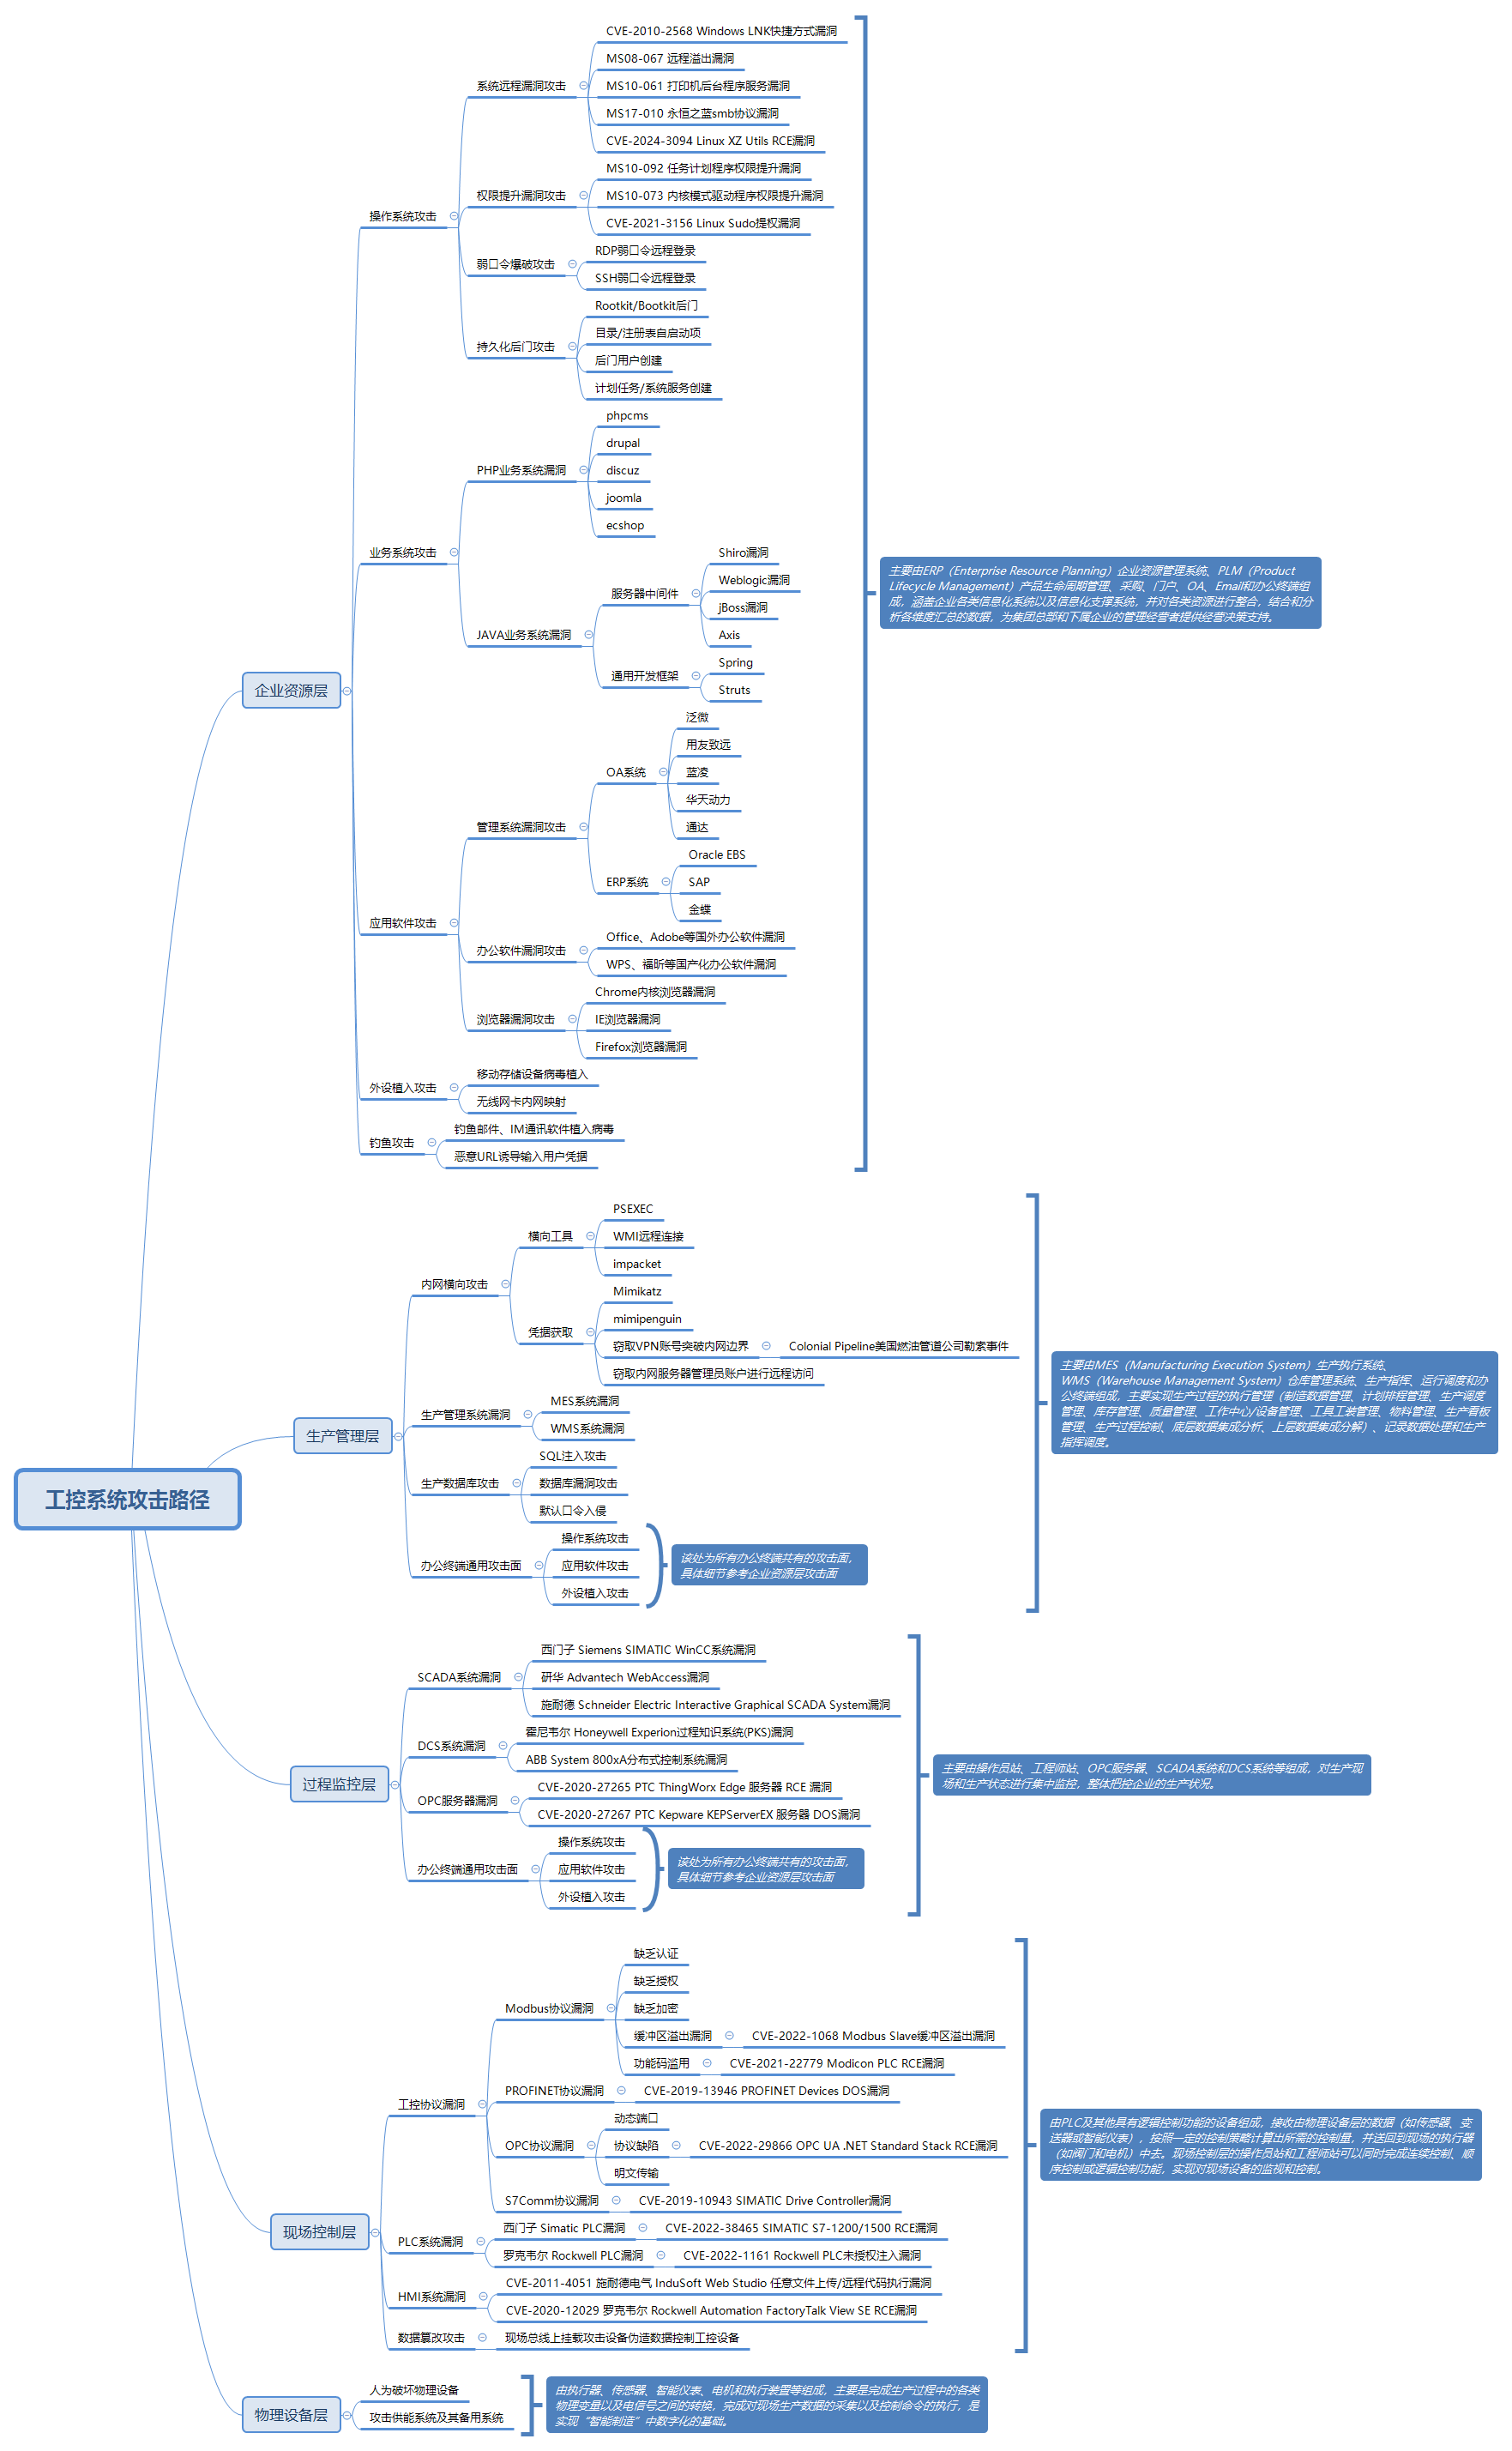 工控系统攻击路径
企业资源层
操作系统攻击
系统远程漏洞攻击
CVE-2010-2568 Windows LNK快捷方式漏洞
MS08-067 远程溢出漏洞
MS10-061 打印机后台程序服务漏洞
MS17-010 永恒之蓝smb协议漏洞
CVE-2024-3094 Linux XZ Utils RCE漏洞
权限提升漏洞攻击
MS10-092 任务计划程序权限提升漏洞
MS10-073 内核模式驱动程序权限提升漏洞
CVE-2021-3156 Linux Sudo提权漏洞
弱口令爆破攻击
RDP弱口令远程登录
SSH弱口令远程登录
持久化后门攻击
Rootkit/Bootkit后门
目录/注册表自启动项
后门用户创建
计划任务/系统服务创建
业务系统攻击
PHP业务系统漏洞
phpcms
drupal
discuz
joomla
ecshop
JAVA业务系统漏洞
服务器中间件
Shiro漏洞
Weblogic漏洞
jBoss漏洞
Axis
通用开发框架
Spring
Struts
应用软件攻击
管理系统漏洞攻击
OA系统
泛微
用友致远
蓝凌
华天动力
通达
ERP系统
Oracle EBS
SAP
金蝶
办公软件漏洞攻击
Office、Adobe等国外办公软件漏洞
WPS、福昕等国产化办公软件漏洞
浏览器漏洞攻击
Chrome内核浏览器漏洞
IE浏览器漏洞
Firefox浏览器漏洞
外设植入攻击
移动存储设备病毒植入
无线网卡内网映射
钓鱼攻击
钓鱼邮件、IM通讯软件植入病毒
恶意URL诱导输入用户凭据
主要由ERP（Enterprise Resource Planning）企业资源管理系统、PLM（Product
Lifecycle Management）产品生命周期管理、采购、门户、OA、Email和办公终端组
成，涵盖企业各类信息化系统以及信息化支撑系统，并对各类资源进行整合，结合和分
析各维度汇总的数据，为集团总部和下属企业的管理经营者提供经营决策支持。
生产管理层
内网横向攻击
横向工具
PSEXEC
WMI远程连接
impacket
凭据获取
Mimikatz
mimipenguin
窃取VPN账号突破内网边界
Colonial Pipeline美国燃油管道公司勒索事件
窃取内网服务器管理员账户进行远程访问
生产管理系统漏洞
MES系统漏洞
WMS系统漏洞
生产数据库攻击
SQL注入攻击
数据库漏洞攻击
默认口令入侵
办公终端通用攻击面
操作系统攻击
应用软件攻击
外设植入攻击
该处为所有办公终端共有的攻击面，
具体细节参考企业资源层攻击面
主要由MES（Manufacturing Execution System）生产执行系统、
WMS（Warehouse Management System）仓库管理系统、生产指挥、运行调度和办
公终端组成，主要实现生产过程的执行管理（制造数据管理、计划排程管理、生产调度
管理、库存管理、质量管理、工作中心/设备管理、工具工装管理、物料管理、生产看板
管理、生产过程控制、底层数据集成分析、上层数据集成分解）、记录数据处理和生产
指挥调度。
过程监控层
SCADA系统漏洞
西门子 Siemens SIMATIC WinCC系统漏洞
研华 Advantech WebAccess漏洞
施耐德 Schneider Electric Interactive Graphical SCADA System漏洞
DCS系统漏洞
霍尼韦尔 Honeywell Experion过程知识系统(PKS)漏洞
ABB System 800xA分布式控制系统漏洞
OPC服务器漏洞
CVE-2020-27265 PTC ThingWorx Edge 服务器 RCE 漏洞
CVE-2020-27267 PTC Kepware KEPServerEX 服务器 DOS漏洞
办公终端通用攻击面
操作系统攻击
应用软件攻击
外设植入攻击
该处为所有办公终端共有的攻击面，
具体细节参考企业资源层攻击面
主要由操作员站、工程师站、OPC服务器、SCADA系统和DCS系统等组成，对生产现
场和生产状态进行集中监控，整体把控企业的生产状况。
现场控制层
工控协议漏洞
Modbus协议漏洞
缺乏认证
缺乏授权
缺乏加密
缓冲区溢出漏洞
CVE-2022-1068 Modbus Slave缓冲区溢出漏洞
功能码滥用
CVE-2021-22779 Modicon PLC RCE漏洞
PROFINET协议漏洞
CVE-2019-13946 PROFINET Devices DOS漏洞
OPC协议漏洞
动态端口
协议缺陷
CVE-2022-29866 OPC UA .NET Standard Stack RCE漏洞
明文传输
S7Comm协议漏洞
CVE-2019-10943 SIMATIC Drive Controller漏洞
PLC系统漏洞
西门子 Simatic PLC漏洞
CVE-2022-38465 SIMATIC S7-1200/1500 RCE漏洞
罗克韦尔 Rockwell PLC漏洞
CVE-2022-1161 Rockwell PLC未授权注入漏洞
HMI系统漏洞
CVE-2011-4051 施耐德电气 InduSoft Web Studio 任意文件上传/远程代码执行漏洞
CVE-2020-12029 罗克韦尔 Rockwell Automation FactoryTalk View SE RCE漏洞
数据篡改攻击
现场总线上挂载攻击设备伪造数据控制工控设备
由PLC及其他具有逻辑控制功能的设备组成，接收由物理设备层的数据（如传感器、变
送器或智能仪表），按照一定的控制策略计算出所需的控制量，并送回到现场的执行器
（如阀门和电机）中去。现场控制层的操作员站和工程师站可以同时完成连续控制、顺
序控制或逻辑控制功能，实现对现场设备的监视和控制。
物理设备层
人为破坏物理设备
攻击供能系统及其备用系统
由执行器、传感器、智能仪表、电机和执行装置等组成，主要是完成生产过程中的各类
物理变量以及电信号之间的转换，完成对现场生产数据的采集以及控制命令的执行，是
实现“智能制造”中数字化的基础。